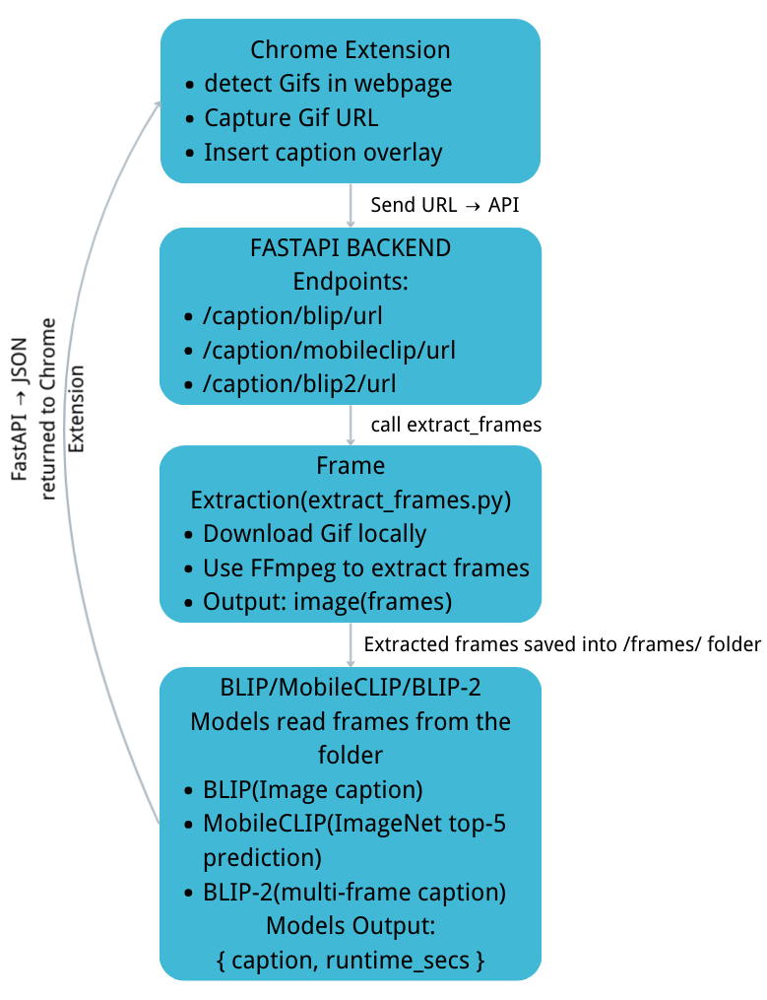 Chrome Extension
• detect Gifs in webpage
• Capture Gif URL
• Insert caption overlay
Send URL → API
FASTAPI BACKEND
Endpoints:
• /caption/blip/url
• /caption/mobileclip/url
• /caption/blip2/url
call extract_frames
Frame
Extraction(extract_frames.py)
• Download Gif locally
• Use FFmpeg to extract frames
• Output: image(frames)
Extracted frames saved into /frames/ folder
BLIP/MobileCLIP/BLIP-2
Models read frames from the
folder
• BLIP(Image caption)
• MobileCLIP(ImageNet top-5
prediction)
• BLIP-2(multi-frame caption)
Models Output:
{ caption, runtime_secs }
FastAPI → JSON
returned to Chrome
Extension